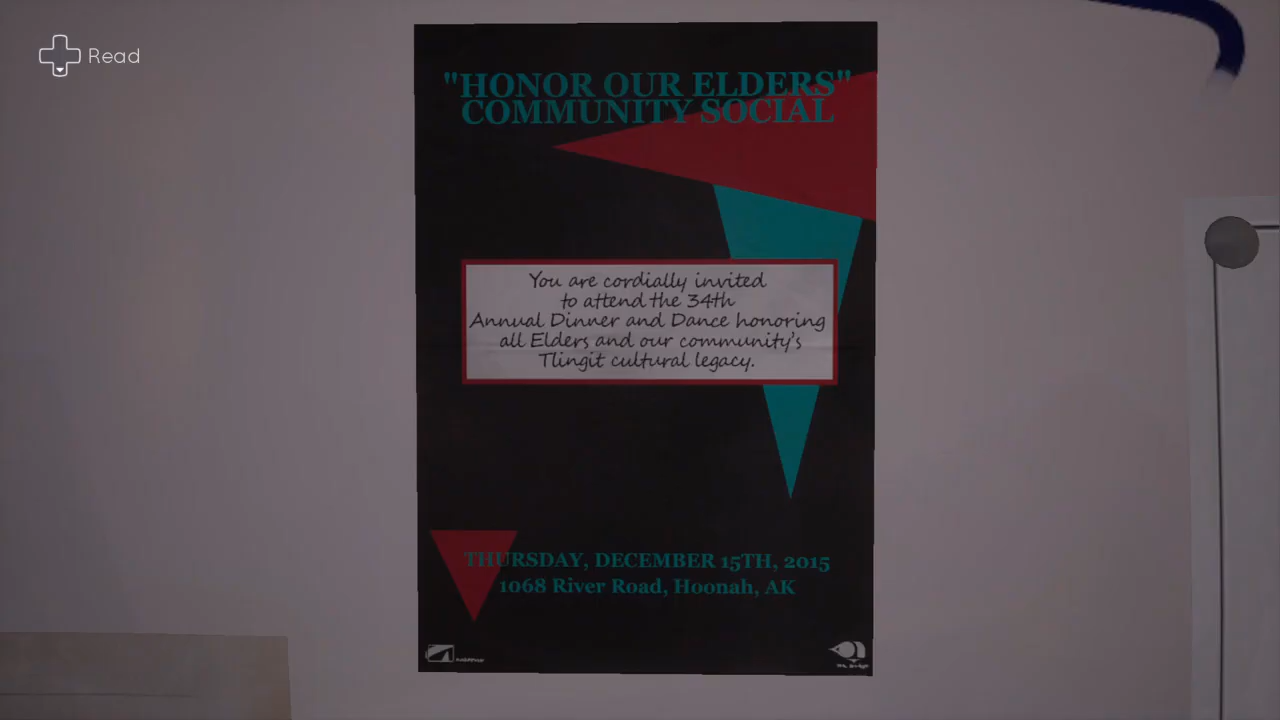 Read
"HONOR OUR ELDERS"
COMMUNITY SOCIAL
You are cordially invited
to attend the 34th
Annual Dinner and Dance honoring
all Elders and our community's
Tlingit cultural legacy.
THURSDAY, DECEMBER 15TH, 2015
1068 River Road, Hoonah, AK